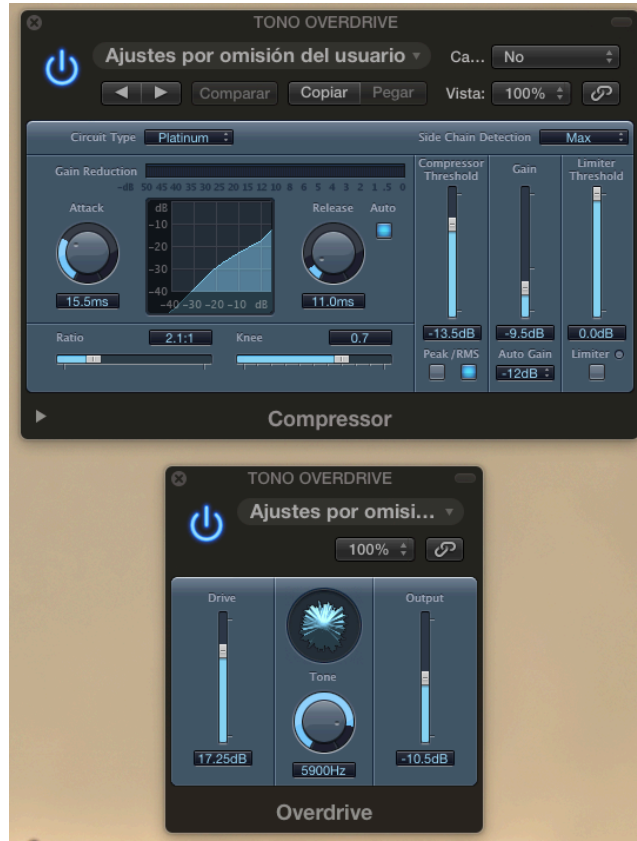 TONO OVERDRIVE
Ajustes por omisión del usuario
Ca... No
Comparar Copiar Pegar Vista: 100%
Circuit Type Platinum Side Chain Detection Max
Gain Reduction
-dB 50 45 40 35 30 25 20 15 12 10 8 6 5 4 3 2 1 .5 0
Compressor Threshold Gain Limiter Threshold
Attack Release Auto
dB
-10
-20
-30
-40
-40 -30 -20 -10 dB
15.5ms 11.0ms
Ratio 2.1:1 Knee 0.7
-13.5dB -9.5dB 0.0dB
Peak /RMS Auto Gain Limiter
-12dB
Compressor
TONO OVERDRIVE
Ajustes por omisi...
100%
Drive Output
Tone
17.25dB 5900Hz -10.5dB
Overdrive